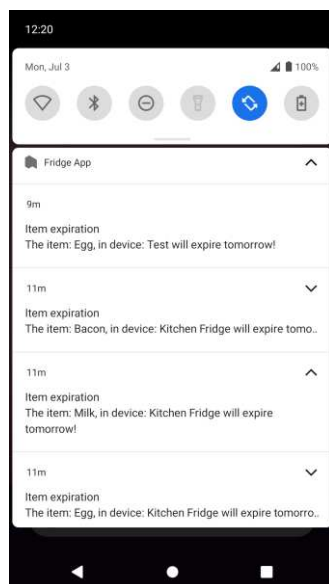 12:20
Mon, Jul 3
100%
Fridge App
9m
Item expiration
The item: Egg, in device: Test will expire tomorrow!
11m
Item expiration
The item: Bacon, in device: Kitchen Fridge will expire tomo..
11m
Item expiration
The item: Milk, in device: Kitchen Fridge will expire
tomorrow!
11m
Item expiration
The item: Egg, in device: Kitchen Fridge will expire tomorro..